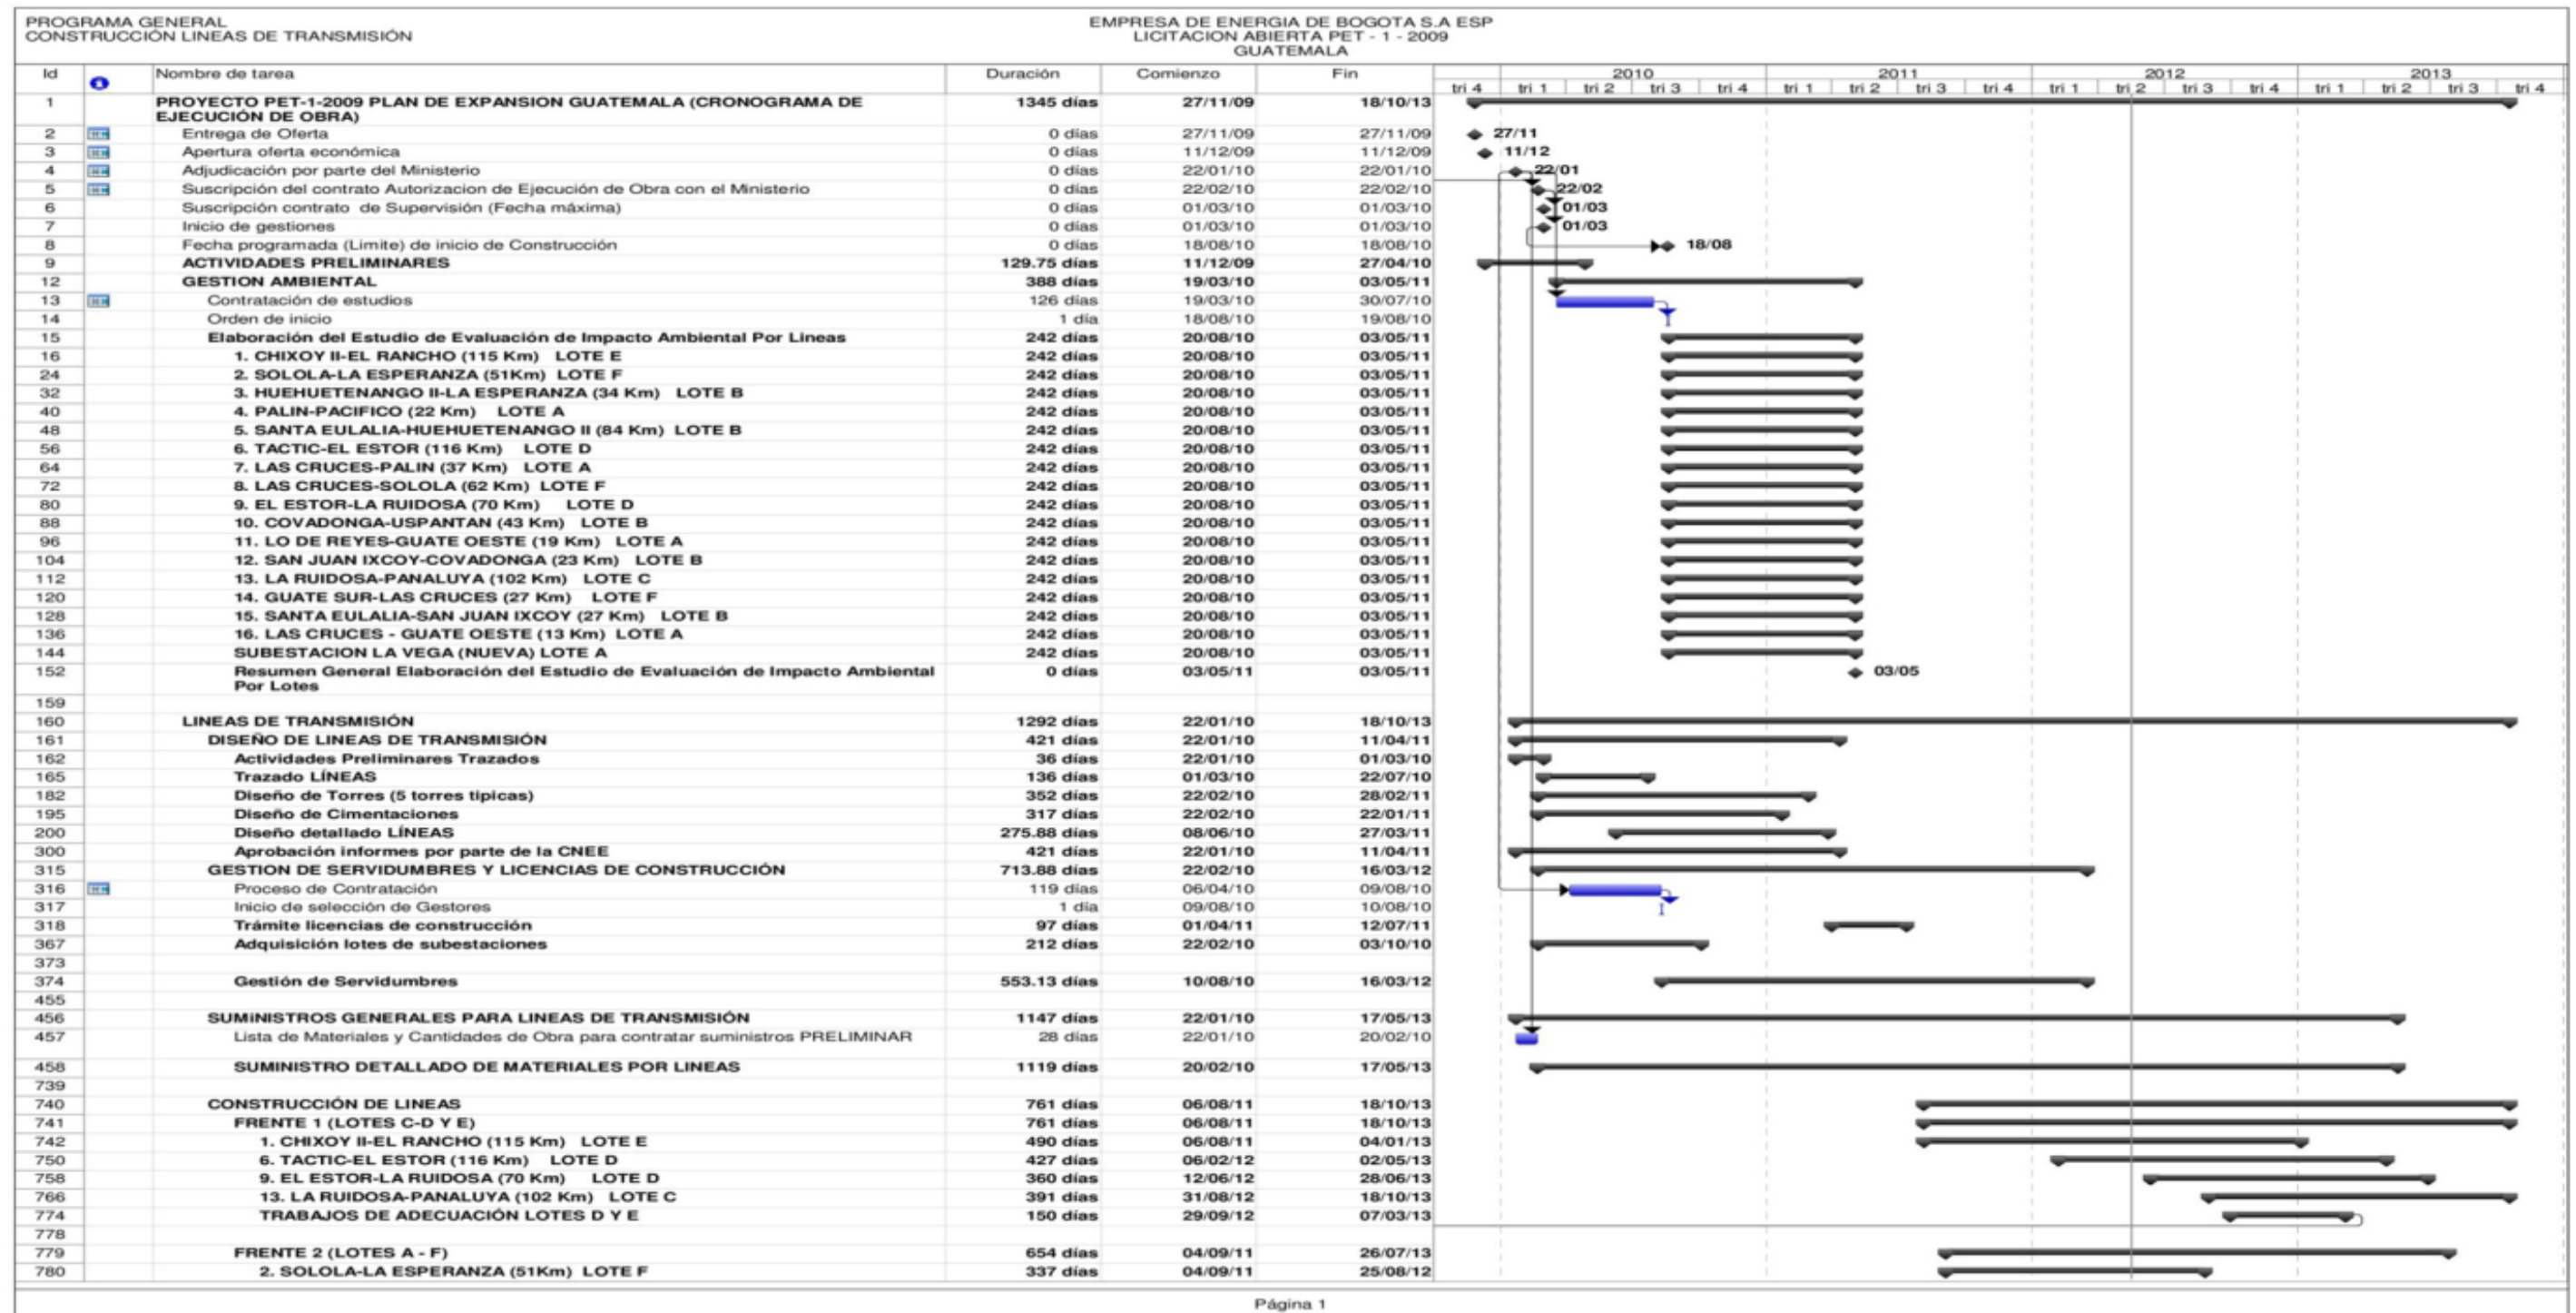 PROGRAMA GENERAL
CONSTRUCCIÓN LINEAS DE TRANSMISIÓN
EMPRESA DE ENERGIA DE BOGOTA S.A ESP
LICITACION ABIERTA PET - 1 - 2009
GUATEMALA
Id Nombre de tarea Duración Comienzo Fin 2010 2011 2012 2013
tri 4 tri 1 tri 2 tri 3 tri 4 tri 1 tri 2 tri 3 tri 4 tri 1 tri 2 tri 3 tri 4 tri 1 tri 2 tri 3 tri 4
1 PROYECTO PET-1-2009 PLAN DE EXPANSION GUATEMALA (CRONOGRAMA DE 1345 días 27/11/09 18/10/13
EJECUCIÓN DE OBRA)
2 Entrega de Oferta 0 días 27/11/09 27/11/09 27/11
3 Apertura oferta económica 0 días 11/12/09 11/12/09 11/12
4 Adjudicación por parte del Ministerio 0 días 22/01/10 22/01/10 22/01
5 Suscripción del contrato Autorizacion de Ejecución de Obra con el Ministerio 0 días 22/02/10 22/02/10 22/02
6 Suscripción contrato de Supervisión (Fecha máxima) 0 días 01/03/10 01/03/10 01/03
7 Inicio de gestiones 0 días 01/03/10 01/03/10 01/03
8 Fecha programada (Limite) de inicio de Construcción 0 días 18/08/10 18/08/10 18/08
9 ACTIVIDADES PRELIMINARES 129.75 días 11/12/09 27/04/10
12 GESTION AMBIENTAL 388 días 19/03/10 03/05/11
13 Contratación de estudios 126 días 19/03/10 30/07/10
14 Orden de inicio 1 día 18/08/10 19/08/10
15 Elaboración del Estudio de Evaluación de Impacto Ambiental Por Lineas 242 días 20/08/10 03/05/11
16 1. CHIXOY II-EL RANCHO (115 Km) LOTE E 242 días 20/08/10 03/05/11
24 2. SOLOLA-LA ESPERANZA (51Km) LOTE F 242 días 20/08/10 03/05/11
32 3. HUEHUETENANGO II-LA ESPERANZA (34 Km) LOTE B 242 días 20/08/10 03/05/11
40 4. PALIN-PACIFICO (22 Km) LOTE A 242 días 20/08/10 03/05/11
48 5. SANTA EULALIA-HUEHUETENANGO II (84 Km) LOTE B 242 días 20/08/10 03/05/11
56 6. TACTIC-EL ESTOR (116 Km) LOTE D 242 días 20/08/10 03/05/11
64 7. LAS CRUCES-PALIN (37 Km) LOTE A 242 días 20/08/10 03/05/11
72 8. LAS CRUCES-SOLOLA (62 Km) LOTE F 242 días 20/08/10 03/05/11
80 9. EL ESTOR-LA RUIDOSA (70 Km) LOTE D 242 días 20/08/10 03/05/11
88 10. COVADONGA-USPANTAN (43 Km) LOTE B 242 días 20/08/10 03/05/11
96 11. LO DE REYES-GUATE OESTE (19 Km) LOTE A 242 días 20/08/10 03/05/11
104 12. SAN JUAN IXCOY-COVADONGA (23 Km) LOTE B 242 días 20/08/10 03/05/11
112 13. LA RUIDOSA-PANALUYA (102 Km) LOTE C 242 días 20/08/10 03/05/11
120 14. GUATE SUR-LAS CRUCES (27 Km) LOTE F 242 días 20/08/10 03/05/11
128 15. SANTA EULALIA-SAN JUAN IXCOY (27 Km) LOTE B 242 días 20/08/10 03/05/11
136 16. LAS CRUCES - GUATE OESTE (13 Km) LOTE A 242 días 20/08/10 03/05/11
144 SUBESTACION LA VEGA (NUEVA) LOTE A 242 días 20/08/10 03/05/11
152 Resumen General Elaboración del Estudio de Evaluación de Impacto Ambiental 0 días 03/05/11 03/05/11 03/05
Por Lotes
159
160 LINEAS DE TRANSMISIÓN 1292 días 22/01/10 18/10/13
161 DISEÑO DE LINEAS DE TRANSMISIÓN 421 días 22/01/10 11/04/11
162 Actividades Preliminares Trazados 36 días 22/01/10 01/03/10
165 Trazado LÍNEAS 136 días 01/03/10 22/07/10
182 Diseño de Torres (5 torres tipicas) 352 días 22/02/10 28/02/11
195 Diseño de Cimentaciones 317 días 22/02/10 22/01/11
200 Diseño detallado LÍNEAS 275.88 días 08/06/10 27/03/11
300 Aprobación informes por parte de la CNEE 421 días 22/01/10 11/04/11
315 GESTION DE SERVIDUMBRES Y LICENCIAS DE CONSTRUCCIÓN 713.88 días 22/02/10 16/03/12
316 Proceso de Contratación 119 días 06/04/10 09/08/10
317 Inicio de selección de Gestores 1 día 09/08/10 10/08/10
318 Trámite licencias de construcción 97 días 01/04/11 12/07/11
367 Adquisición lotes de subestaciones 212 días 22/02/10 03/10/10
373
374 Gestión de Servidumbres 553.13 días 10/08/10 16/03/12
455
456 SUMINISTROS GENERALES PARA LINEAS DE TRANSMISIÓN 1147 días 22/01/10 17/05/13
457 Lista de Materiales y Cantidades de Obra para contratar suministros PRELIMINAR 28 días 22/01/10 20/02/10
458 SUMINISTRO DETALLADO DE MATERIALES POR LINEAS 1119 días 20/02/10 17/05/13
739
740 CONSTRUCCIÓN DE LINEAS 761 días 06/08/11 18/10/13
741 FRENTE 1 (LOTES C-D Y E) 761 días 06/08/11 18/10/13
742 1. CHIXOY II-EL RANCHO (115 Km) LOTE E 490 días 06/08/11 04/01/13
750 6. TACTIC-EL ESTOR (116 Km) LOTE D 427 días 06/02/12 02/05/13
758 9. EL ESTOR-LA RUIDOSA (70 Km) LOTE D 360 días 12/06/12 28/06/13
766 13. LA RUIDOSA-PANALUYA (102 Km) LOTE C 391 días 31/08/12 18/10/13
774 TRABAJOS DE ADECUACIÓN LOTES D Y E 150 días 29/09/12 07/03/13
778
779 FRENTE 2 (LOTES A - F) 654 días 04/09/11 26/07/13
780 2. SOLOLA-LA ESPERANZA (51Km) LOTE F 337 días 04/09/11 25/08/12
Página 1